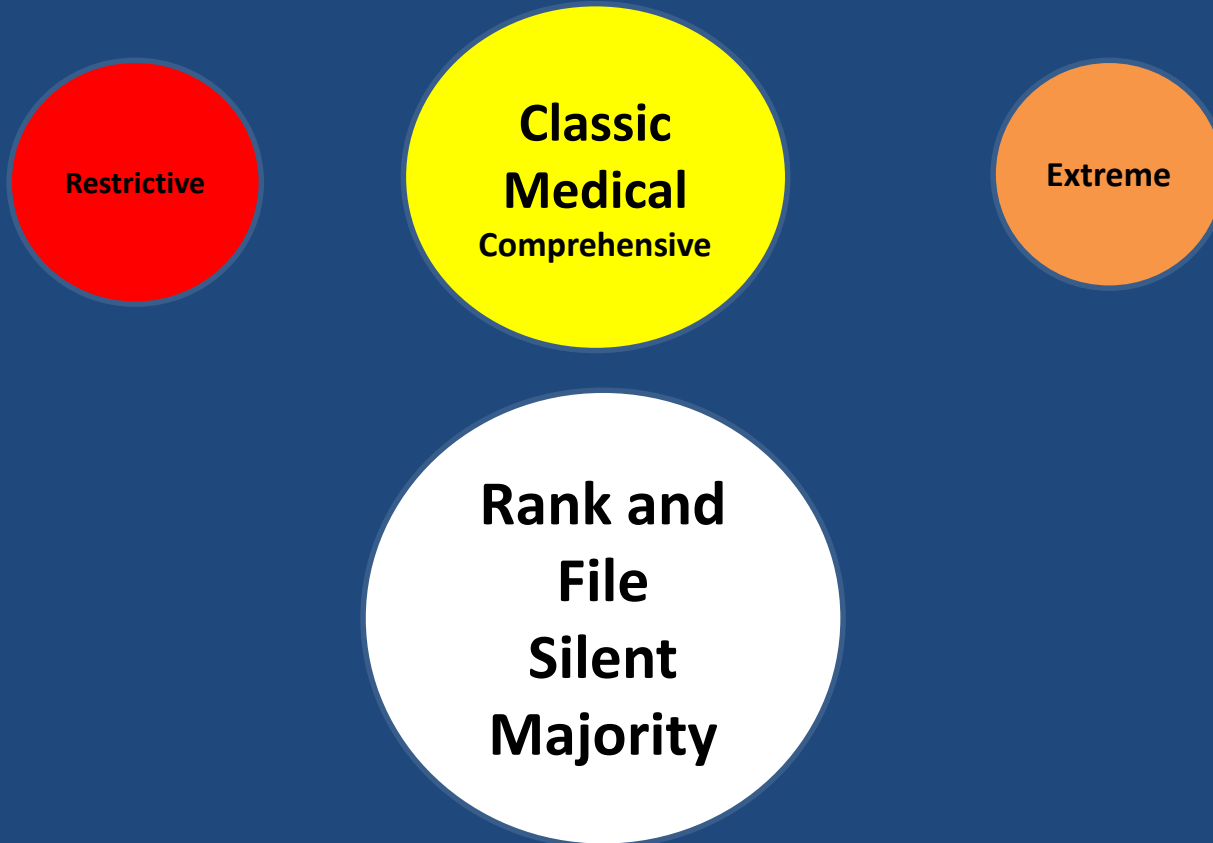 Restrictive
Classic
Medical
Comprehensive
Extreme
Rank and
File
Silent
Majority